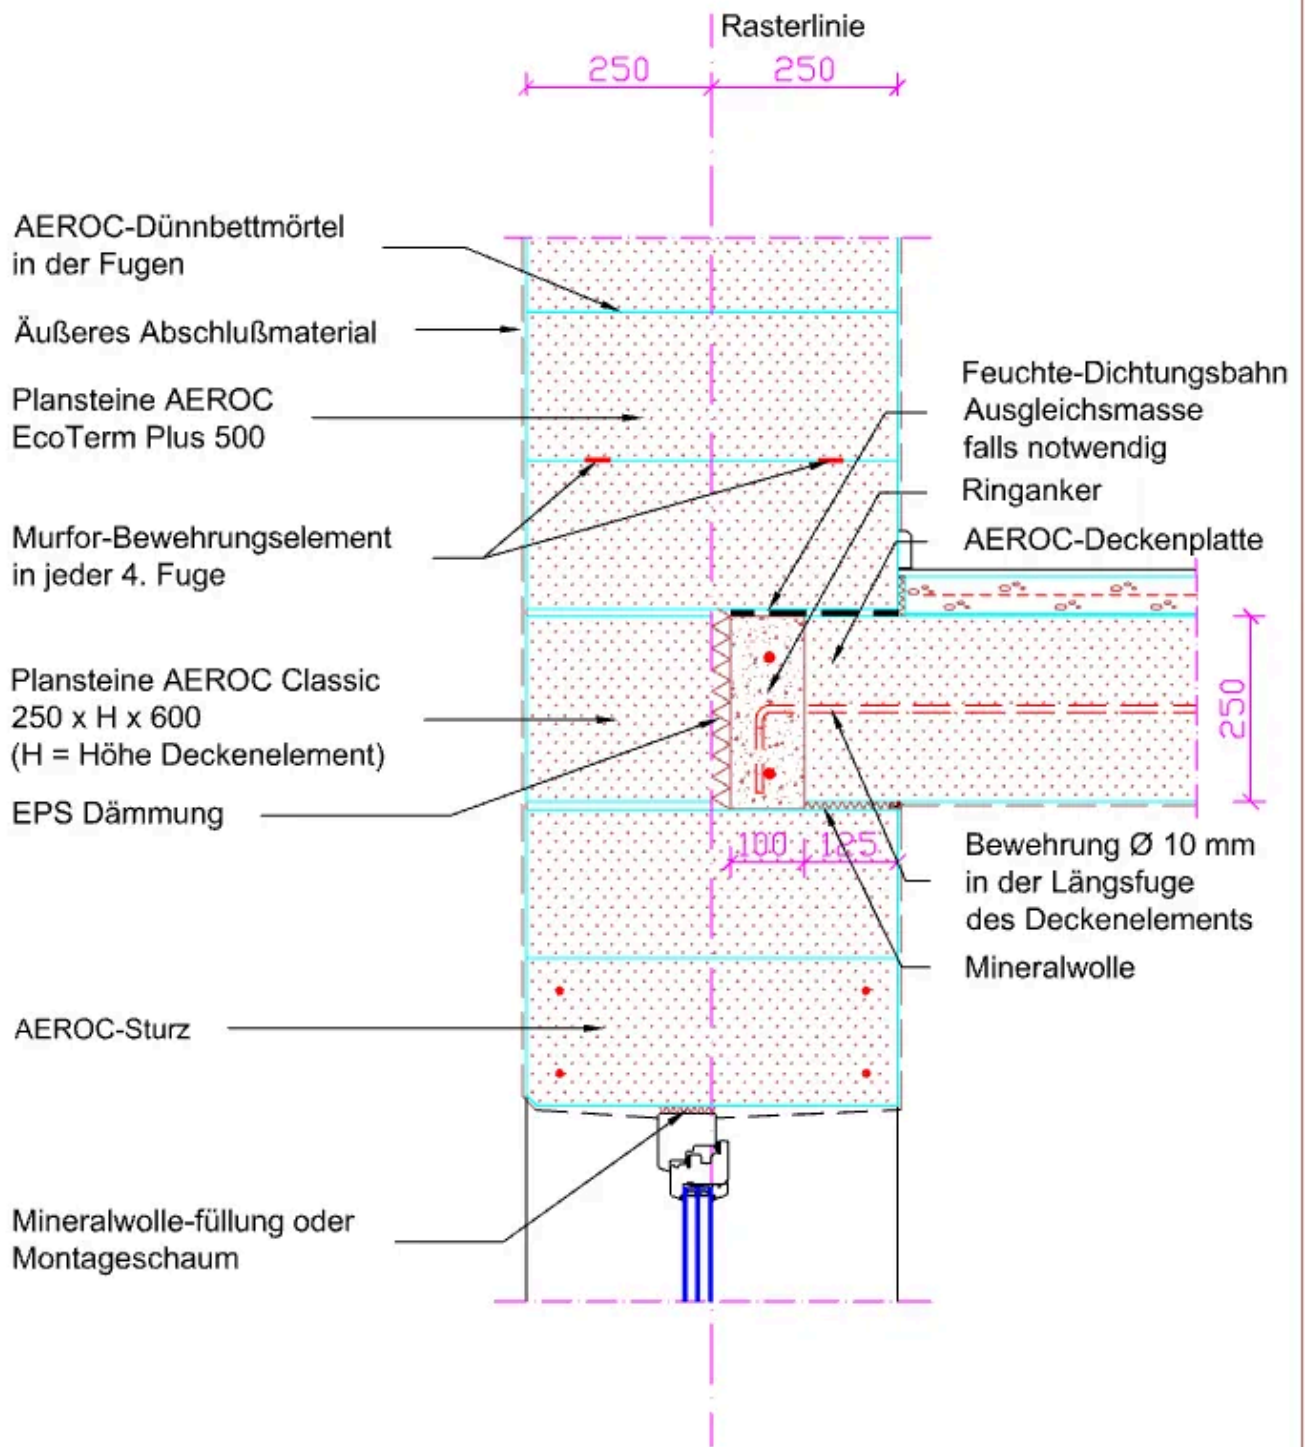 Rasterlinie
250
250
AEROC-Dünnbettmörtel
in der Fugen
Äußeres Abschlußmaterial
Plansteine AEROC
EcoTerm Plus 500
Murfor-Bewehrungselement
in jeder 4. Fuge
Plansteine AEROC Classic
250 x H x 600
(H = Höhe Deckenelement)
EPS Dämmung
AEROC-Sturz
Mineralwolle-füllung oder
Montageschaum
Feuchte-Dichtungsbahn
Ausgleichsmasse
falls notwendig
Ringanker
AEROC-Deckenplatte
250
100
125
Bewehrung Ø 10 mm
in der Längsfuge
des Deckenelements
Mineralwolle